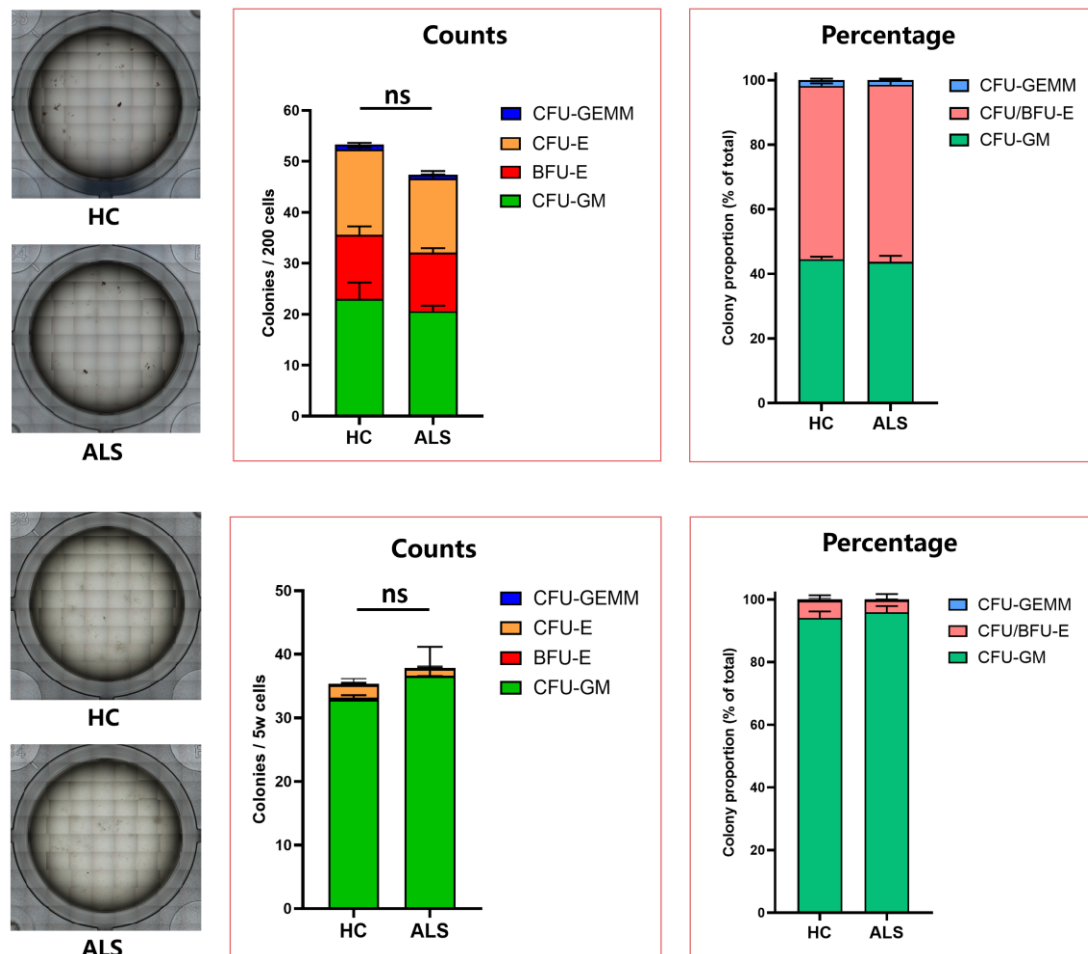 HC
ALS
Counts
ns
CFU-GEMM
CFU-E
BFU-E
CFU-GM
Colonies / 200 cells
60
50
40
30
20
10
0
HC
ALS
Percentage
CFU-GEMM
CFU/BFU-E
CFU-GM
Colony proportion (% of total)
100
80
60
40
20
0
HC
ALS
HC
ALS
Counts
ns
CFU-GEMM
CFU-E
BFU-E
CFU-GM
Colonies / 5w cells
50
40
30
20
10
0
HC
ALS
Percentage
CFU-GEMM
CFU/BFU-E
CFU-GM
Colony proportion (% of total)
100
80
60
40
20
0
HC
ALS